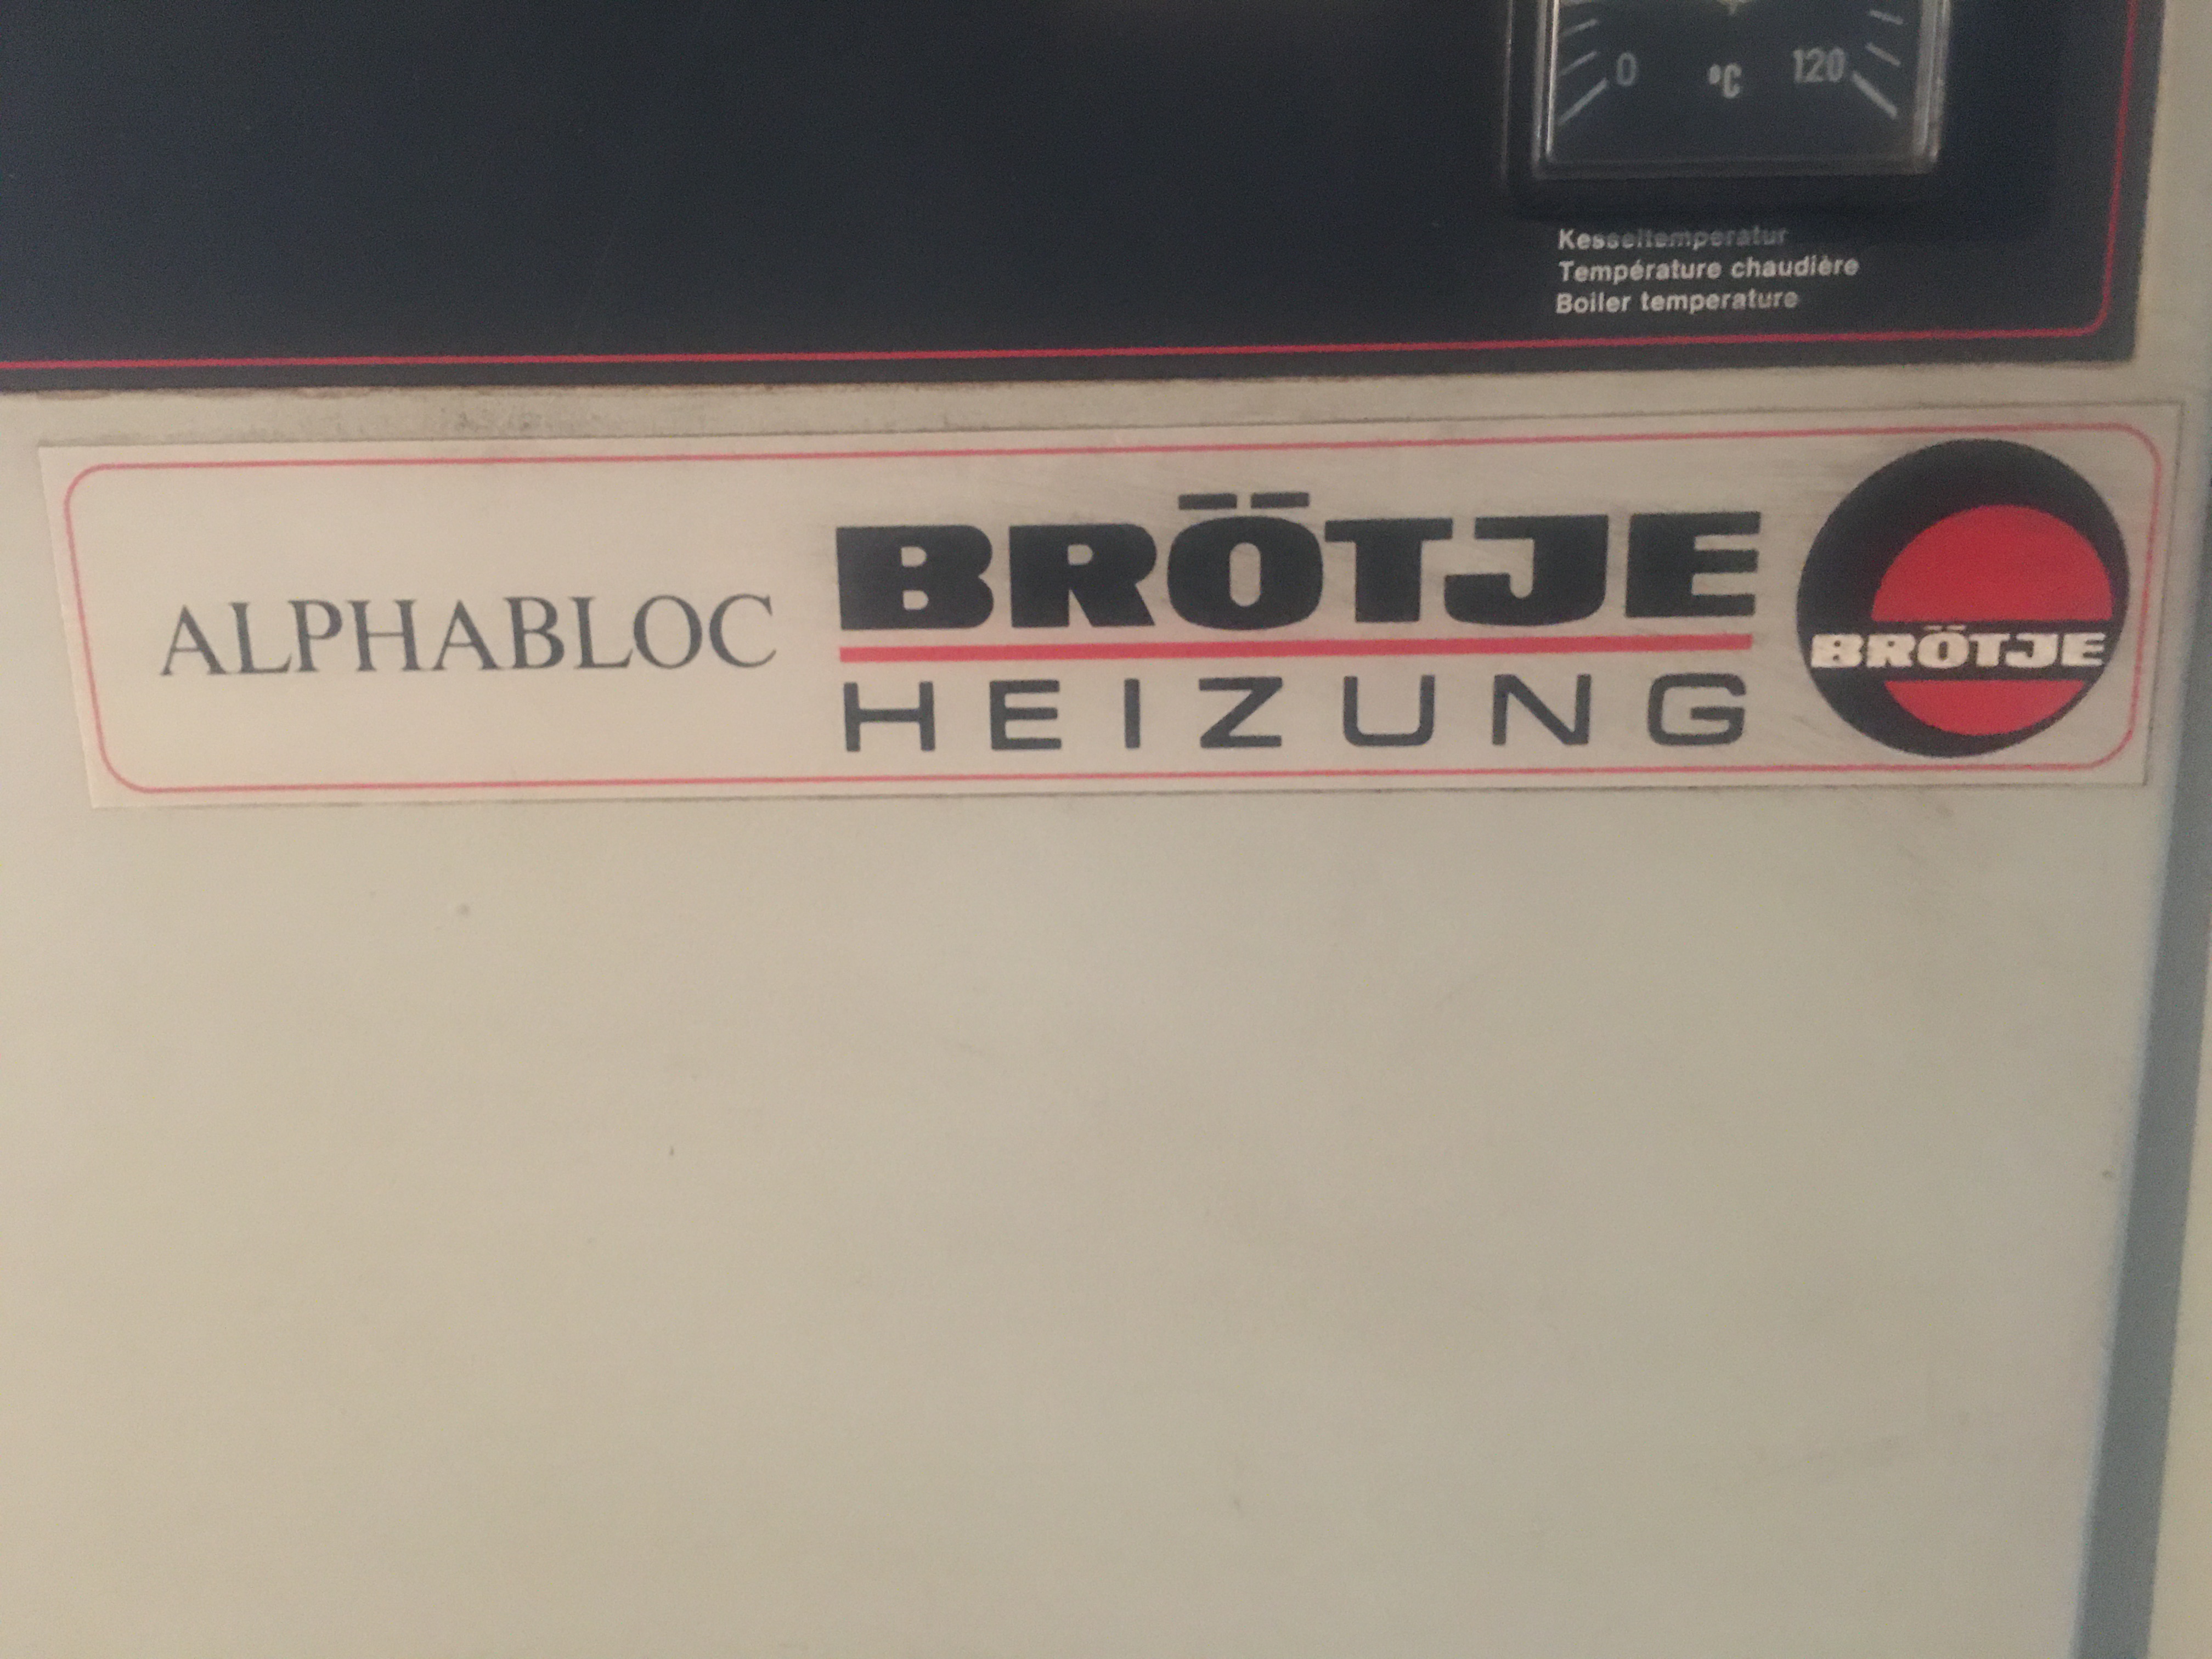 0 °C 120
Kesseltemperatur
Température chaudière
Boiler temperature
ALPHABLOC
BRÖTJE
HEIZUNG
BRÖTJE